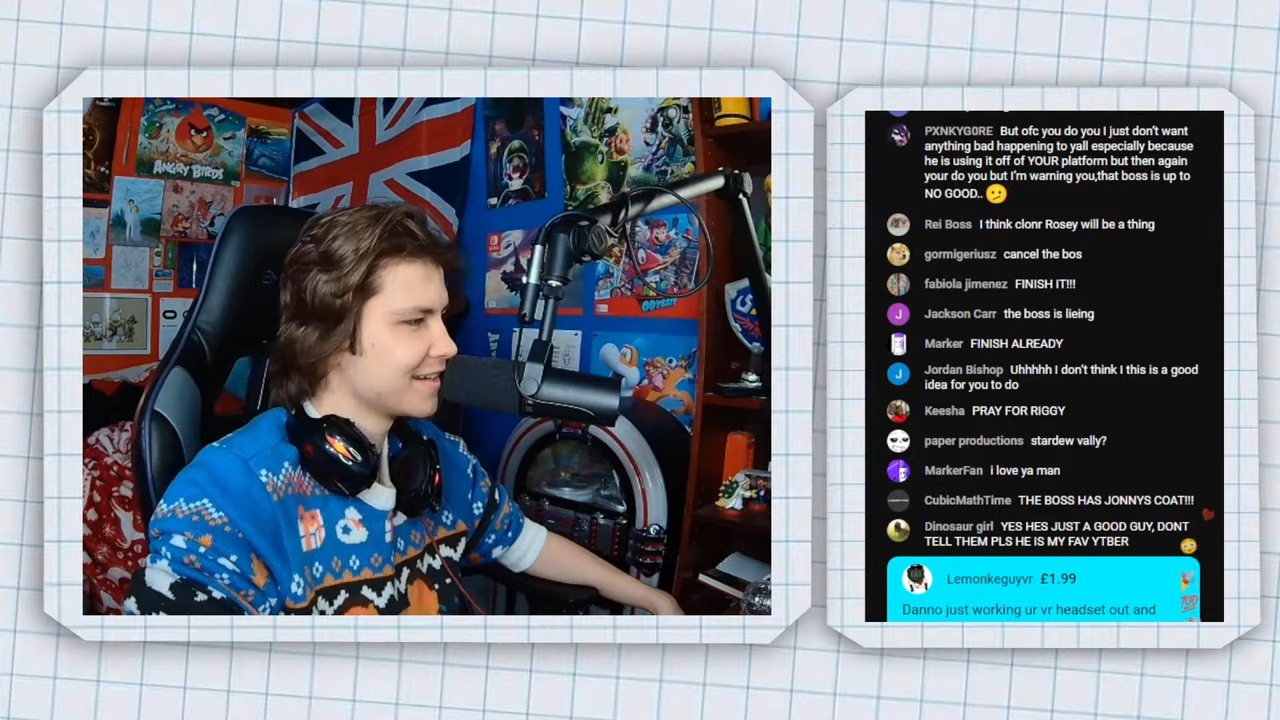 ANGRY BIRDS
ODYSSEY
PXNKYG0RE But ofc you do you I just don't want
anything bad happening to yall especially because
he is using it off of YOUR platform but then again
your do you but I'm warning you,that boss is up to
NO GOOD..
Rei Boss I think clonr Rosey will be a thing
gormigeriusz cancel the bos
fabiola jimenez FINISH IT!!!
J
Jackson Carr the boss is lieing
Marker FINISH ALREADY
J
Jordan Bishop Uhhhhh I don't think I this is a good
idea for you to do
Keesha PRAY FOR RIGGY
paper productions stardew vally?
MarkerFan i love ya man
CubicMathTime THE BOSS HAS JONNYS COAT!!!
Dinosaur girl YES HES JUST A GOOD GUY, DONT
TELL THEM PLS HE IS MY FAV YTBER
Lemonkeguyvr £1.99
Danno just working ur vr headset out and